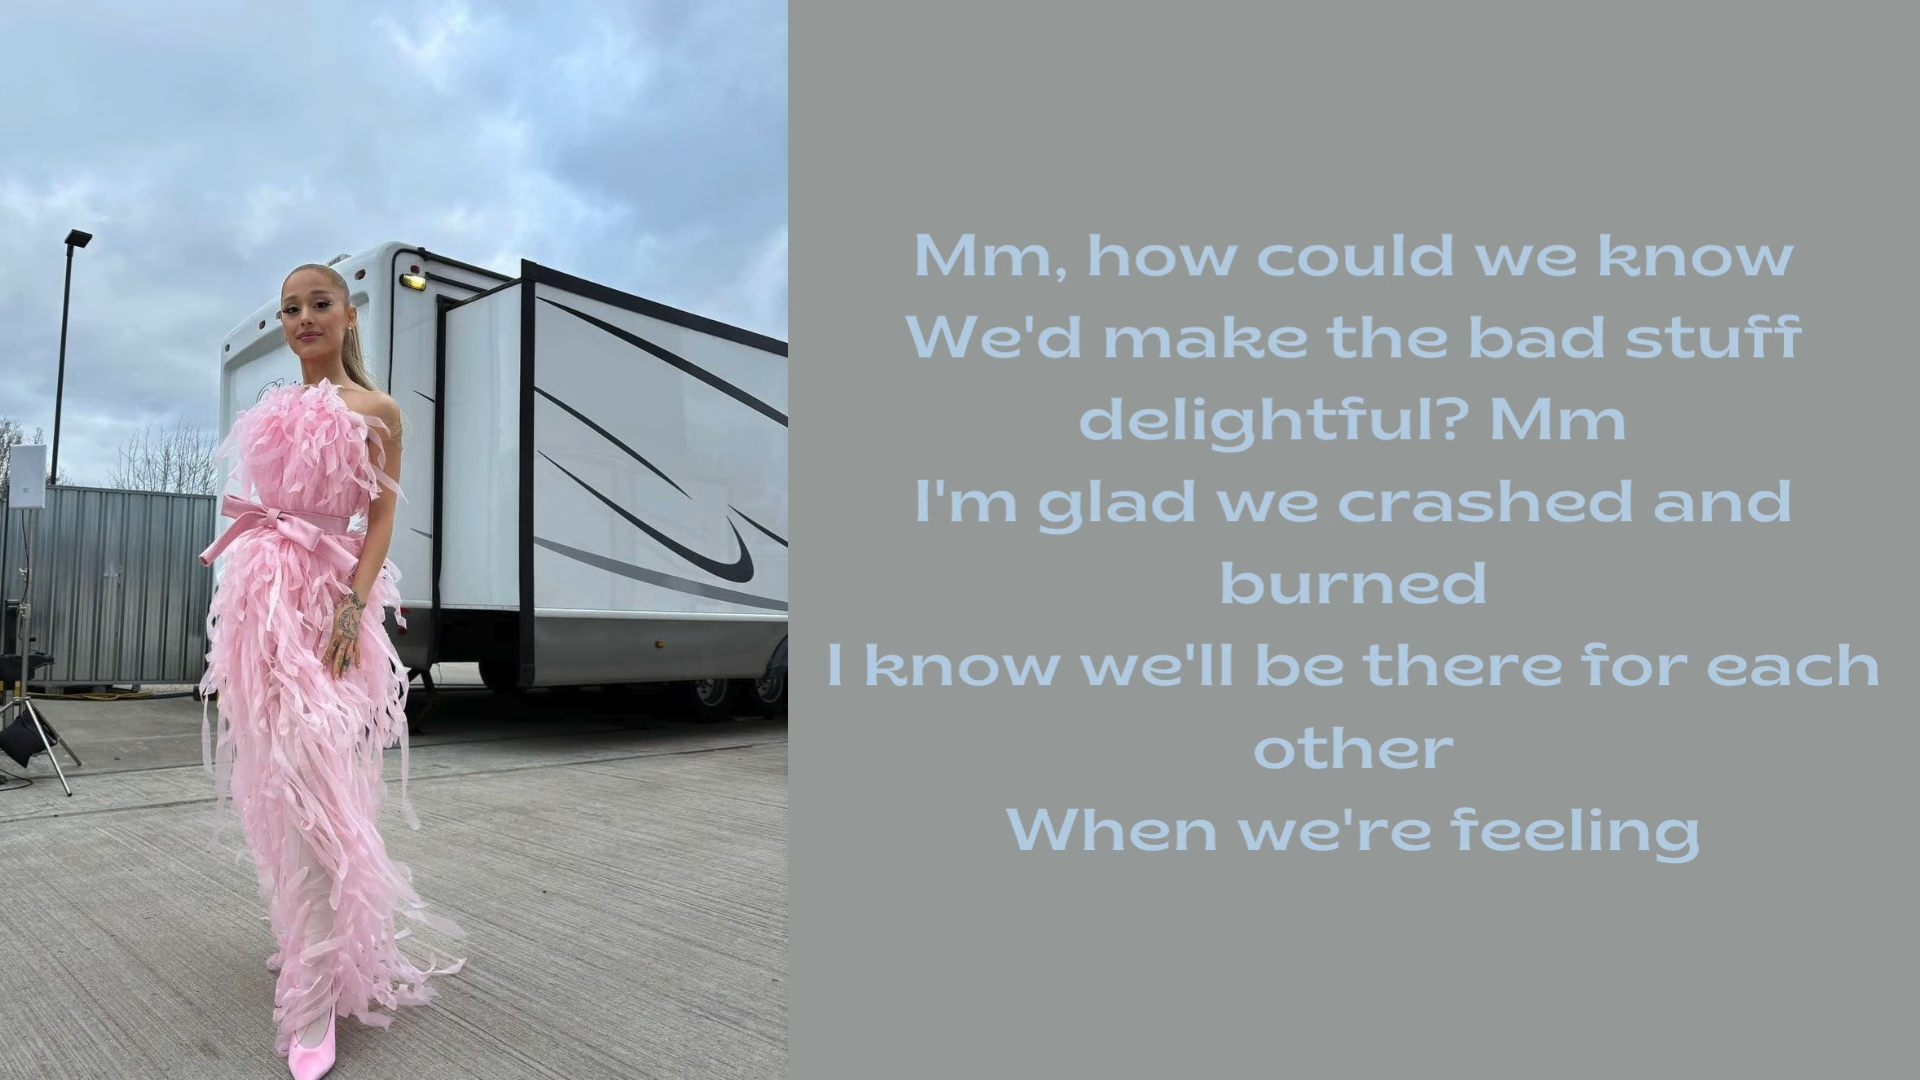 Mm, how could we know
We'd make the bad stuff
delightful? Mm
I'm glad we crashed and
burned
I know we'll be there for each
other
When we're feeling